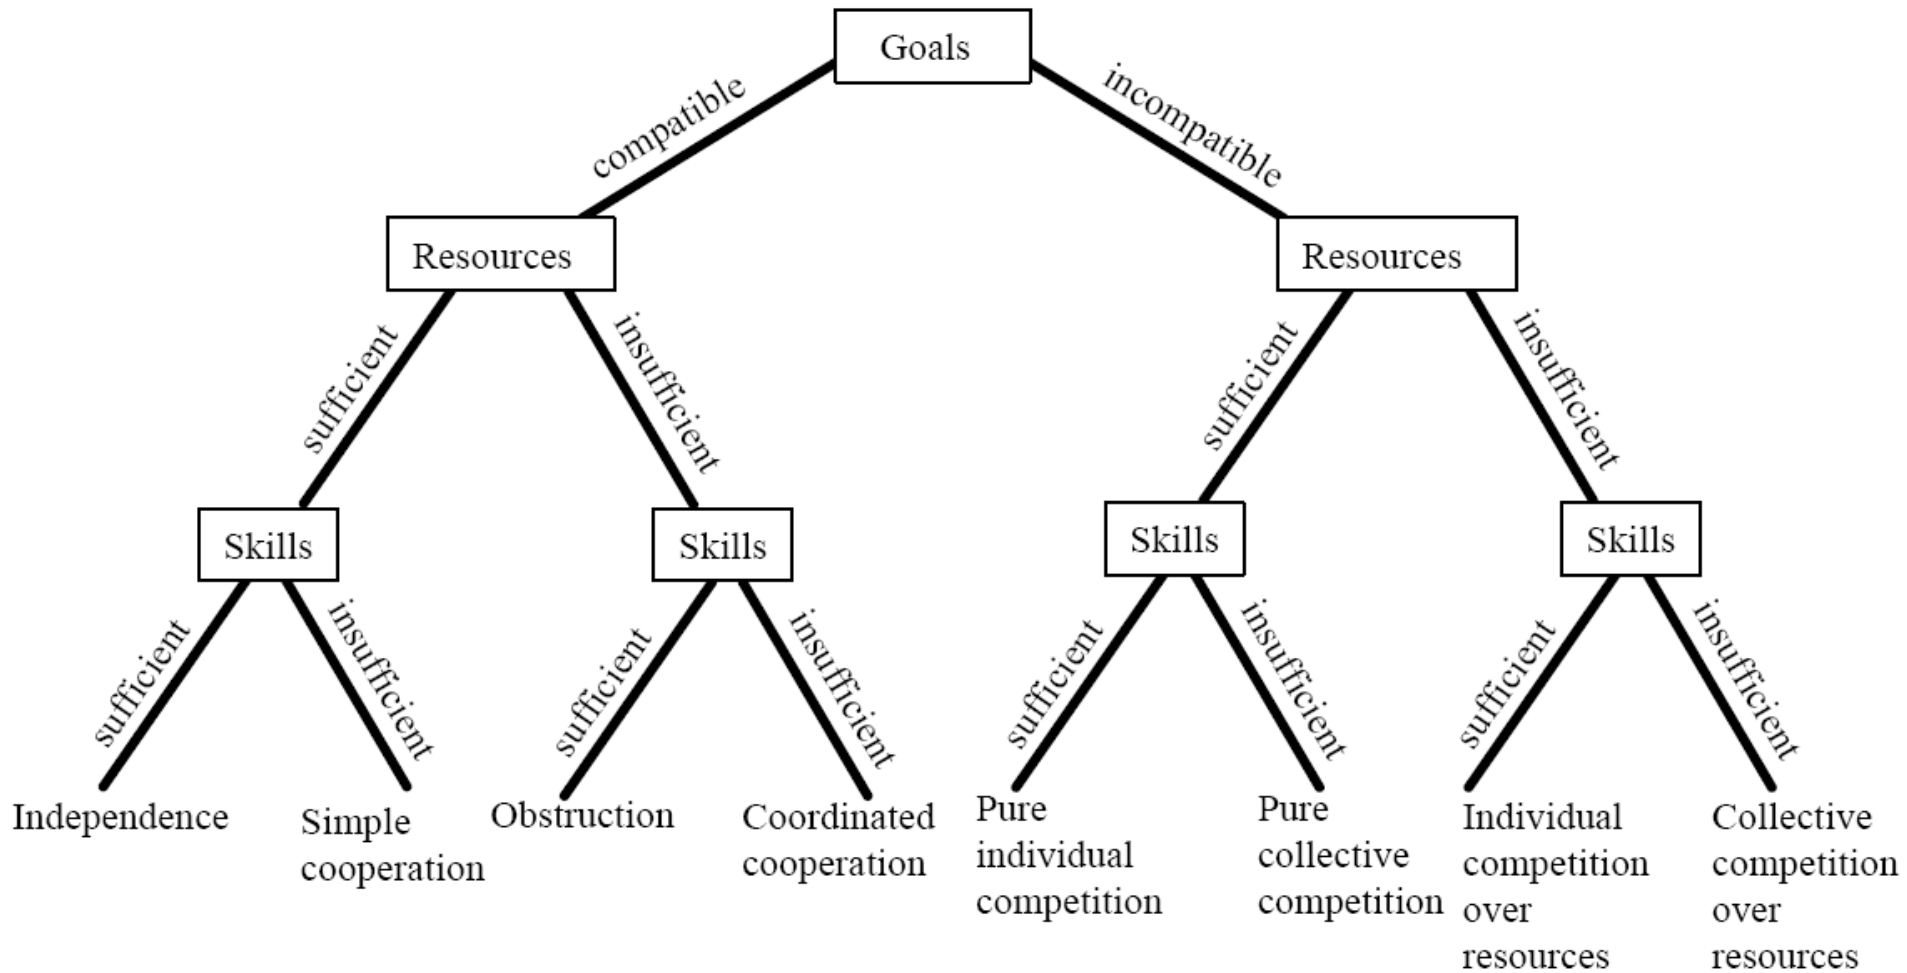 Goals
compatible
incompatible
Resources
Resources
sufficient
insufficient
sufficient
insufficient
Skills
Skills
Skills
Skills
sufficient
insufficient
sufficient
insufficient
sufficient
insufficient
sufficient
insufficient
Independence
Simple
cooperation
Obstruction
Coordinated
cooperation
Pure
individual
competition
Pure
collective
competition
Individual
competition
over
resources
Collective
competition
over
resources